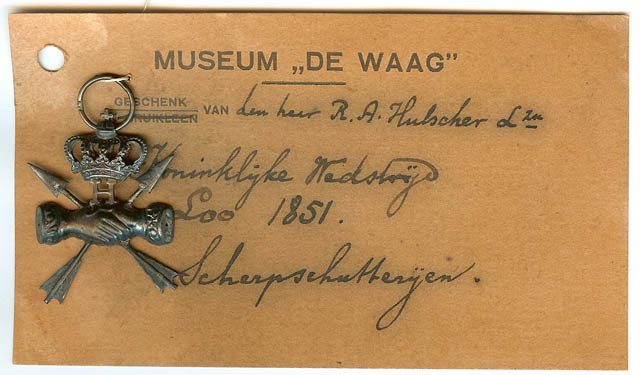 MUSEUM „DE WAAG”
GESCHENK
BRUIKLEEN VAN den heer R. A. Hulscher Lzn
Koninklijke Wedstrijd
Loo 1851.
Scherpschutterijen.
H